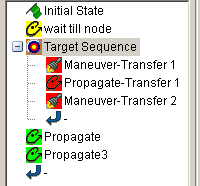 Initial State
wait till node
Target Sequence
Maneuver-Transfer 1
Propagate-Transfer 1
Maneuver-Transfer 2
-
Propagate
Propagate3
-